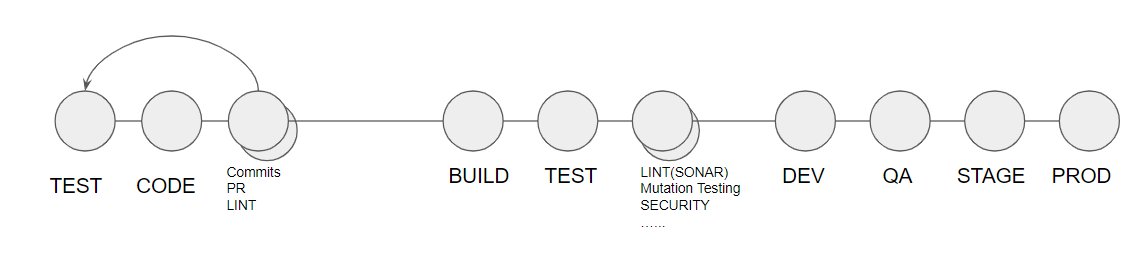 TEST
CODE
Commits
PR
LINT
BUILD
TEST
LINT(SONAR)
Mutation Testing
SECURITY
......
DEV
QA
STAGE
PROD